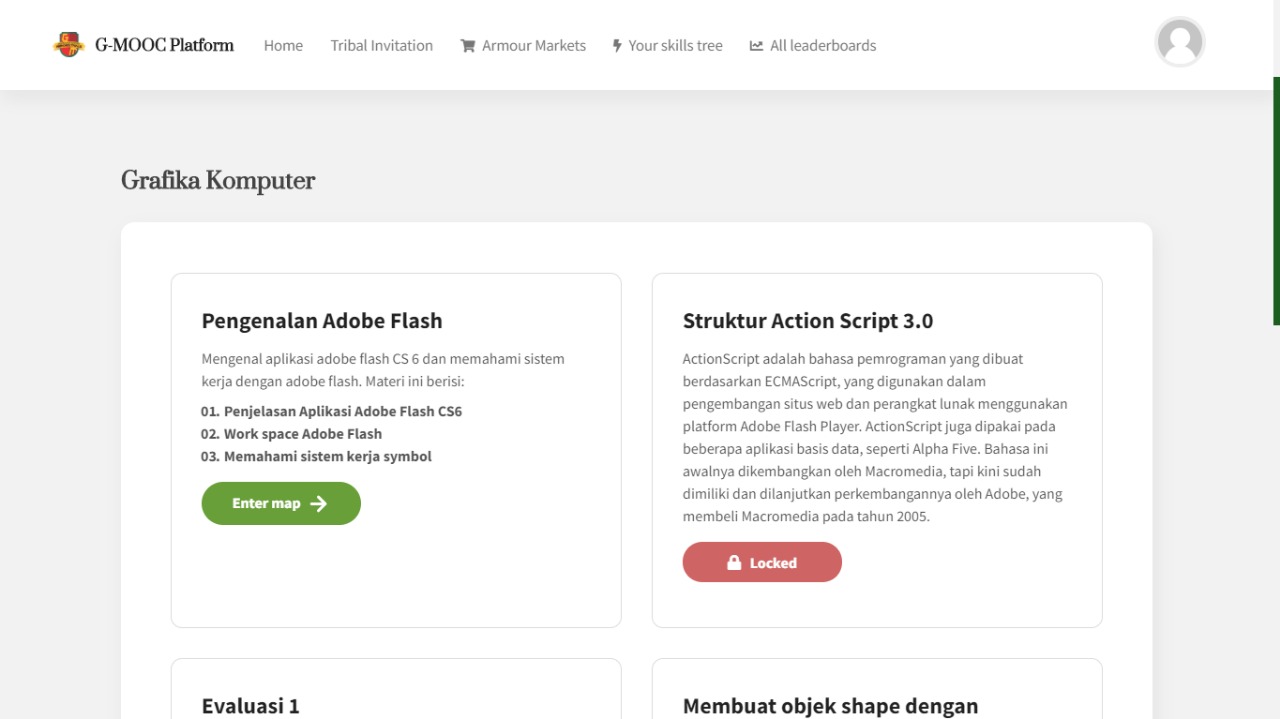 G-MOOC Platform Home Tribal Invitation Armour Markets Your skills tree All leaderboards
Grafika Komputer
Pengenalan Adobe Flash
Mengenal aplikasi adobe flash CS 6 dan memahami sistem
kerja dengan adobe flash. Materi ini berisi:
01. Penjelasan Aplikasi Adobe Flash CS6
02. Work space Adobe Flash
03. Memahami sistem kerja symbol
Enter map
Struktur Action Script 3.0
ActionScript adalah bahasa pemrograman yang dibuat
berdasarkan ECMAScript, yang digunakan dalam
pengembangan situs web dan perangkat lunak menggunakan
platform Adobe Flash Player. ActionScript juga dipakai pada
beberapa aplikasi basis data, seperti Alpha Five. Bahasa ini
awalnya dikembangkan oleh Macromedia, tapi kini sudah
dimiliki dan dilanjutkan perkembangannya oleh Adobe, yang
membeli Macromedia pada tahun 2005.
Locked
Evaluasi 1
Membuat objek shape dengan